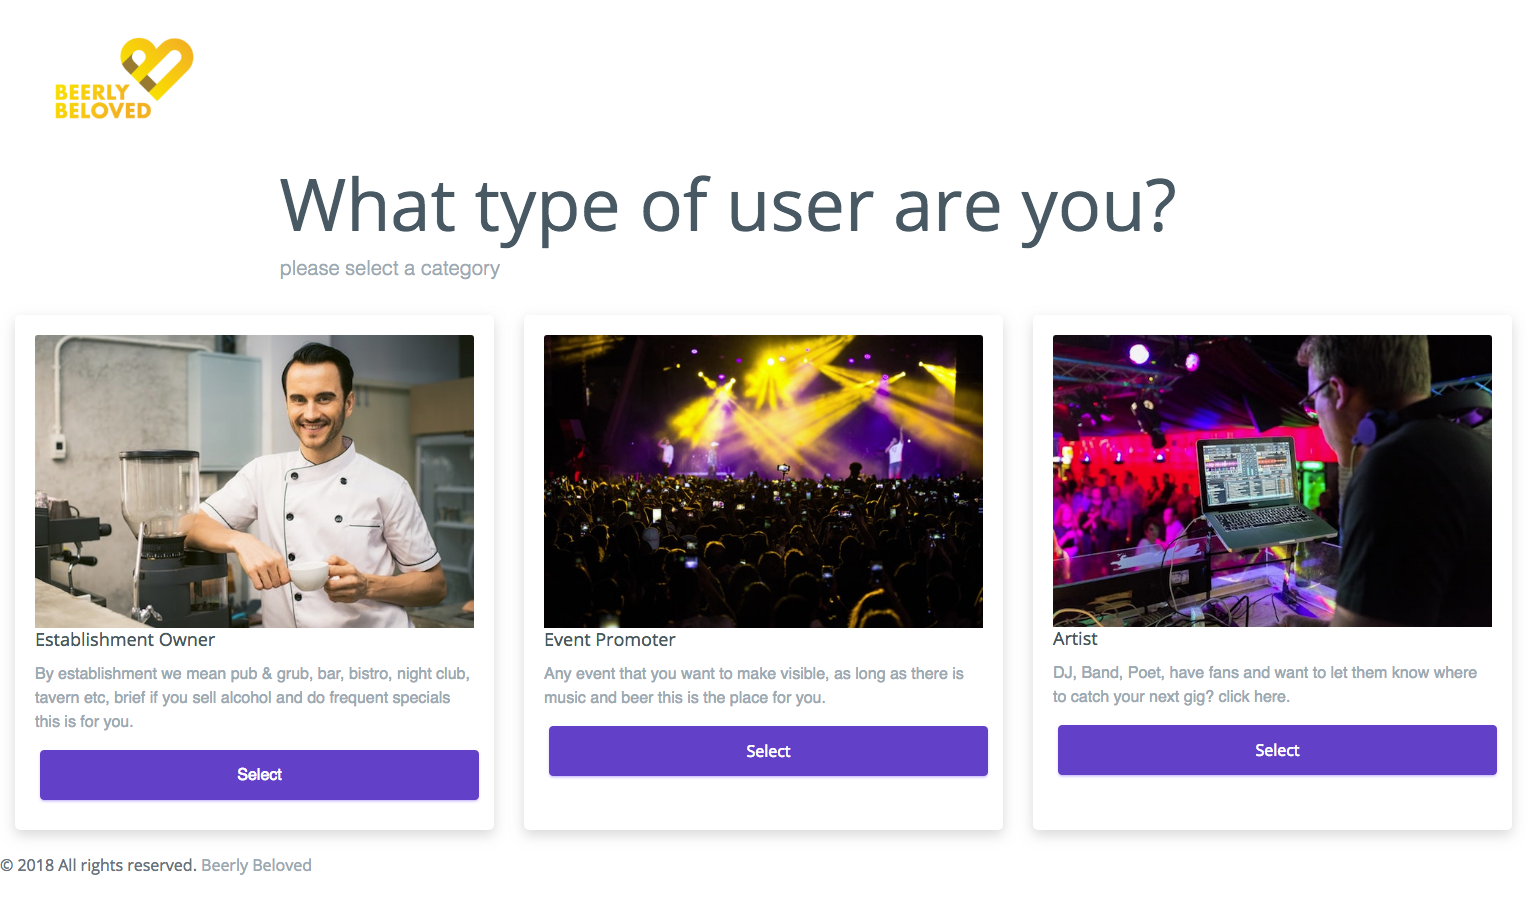 BEERLY
BELOVED
What type of user are you?
please select a category
Establishment Owner
By establishment we mean pub & grub, bar, bistro, night club,
tavern etc, brief if you sell alcohol and do frequent specials
this is for you.
Select
Event Promoter
Any event that you want to make visible, as long as there is
music and beer this is the place for you.
Select
Artist
DJ, Band, Poet, have fans and want to let them know where
to catch your next gig? click here.
Select
© 2018 All rights reserved. Beerly Beloved